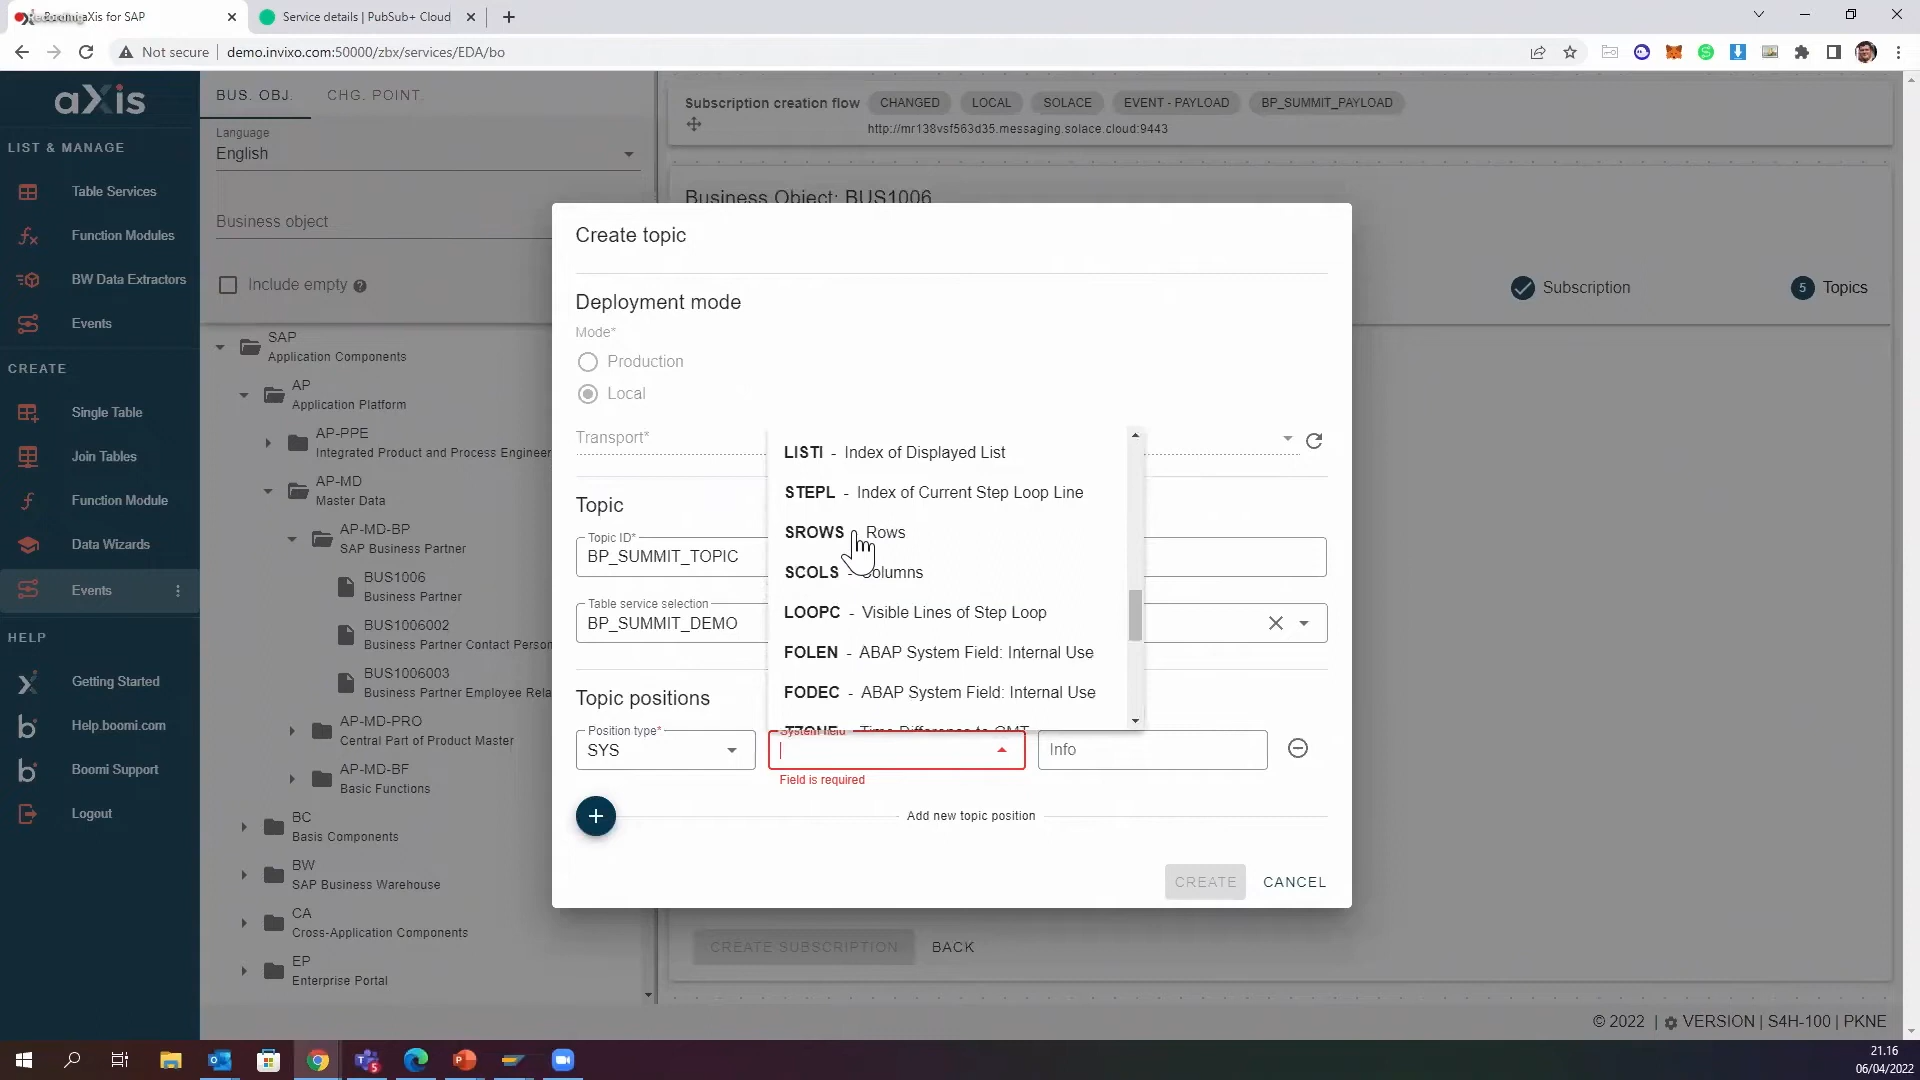 Boomi aXis for SAP
Service details | PubSub+ Cloud
Not secure
demo.invixo.com:50000/zbx/services/EDA/bo
aXis
LIST & MANAGE
Table Services
Function Modules
BW Data Extractors
Events
CREATE
Single Table
Join Tables
Function Module
Data Wizards
Events
HELP
Getting Started
Help.boomi.com
Boomi Support
Logout
BUS. OBJ.
CHG. POINT.
Language
English
Business object
Include empty
SAP
Application Components
AP
Application Platform
AP-PPE
Integrated Product and Process Engineer
AP-MD
Master Data
AP-MD-BP
SAP Business Partner
BUS1006
Business Partner
BUS1006002
Business Partner Contact Person
BUS1006003
Business Partner Employee Rela
AP-MD-PRO
Central Part of Product Master
AP-MD-BF
Basic Functions
BC
Basis Components
BW
SAP Business Warehouse
CA
Cross-Application Components
EP
Enterprise Portal
Subscription creation flow
CHANGED
LOCAL
SOLACE
EVENT - PAYLOAD
BP_SUMMIT_PAYLOAD
http://mr138vsf563d35.messaging.solace.cloud:9443
Business Object: BUS1006
Subscription
5 Topics
Create topic
Deployment mode
Mode*
Production
Local
Transport*
Topic
Topic ID*
BP_SUMMIT_TOPIC
Table service selection
BP_SUMMIT_DEMO
LISTI - Index of Displayed List
STEPL - Index of Current Step Loop Line
SROWS - Rows
SCOLS - Columns
LOOPC - Visible Lines of Step Loop
FOLEN - ABAP System Field: Internal Use
FODEC - ABAP System Field: Internal Use
TZONE - Time Difference to GMT
Topic positions
Position type*
SYS
System field
Field is required
Info
Add new topic position
CREATE
CANCEL
CREATE SUBSCRIPTION
BACK
© 2022 | VERSION | S4H-100 | PKNE
21.16
06/04/2022